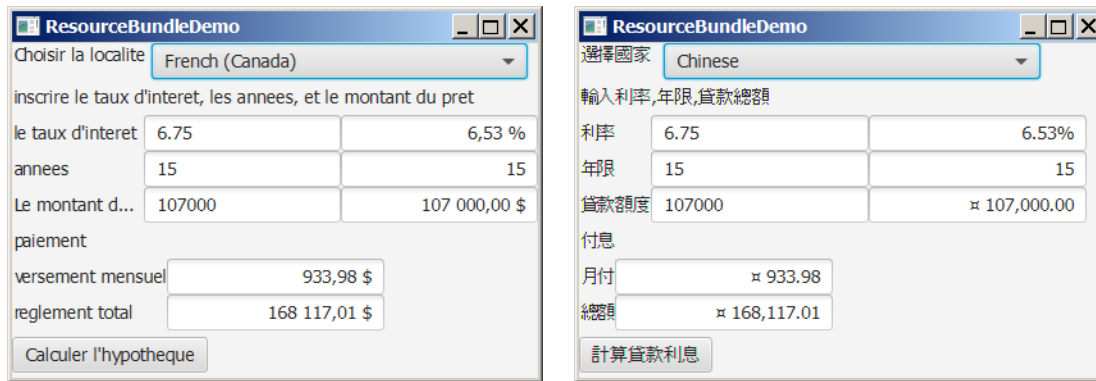 ResourceBundleDemo
Choisir la localite French (Canada)
inscrire le taux d'interet, les annees, et le montant du pret
le taux d'interet 6.75 6,53 %
annees 15 15
Le montant d... 107000 107 000,00 $
paiement
versement mensuel 933,98 $
reglement total 168 117,01 $
Calculer l'hypotheque
ResourceBundleDemo
選擇國家 Chinese
輸入利率,年限,貸款總額
利率 6.75 6.53%
年限 15 15
貸款額度 107000 ¤ 107,000.00
付息
月付 ¤ 933.98
總額 ¤ 168,117.01
計算貸款利息